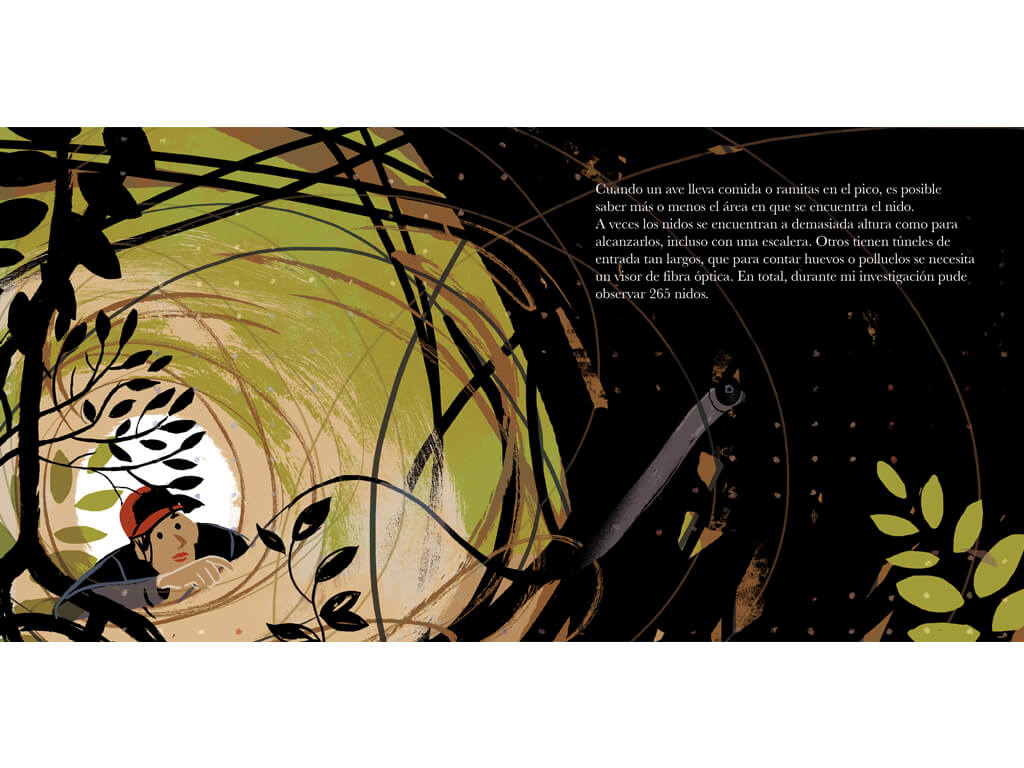 Cuando un ave lleva comida o ramitas en el pico, es posible
saber más o menos el área en que se encuentra el nido.
A veces los nidos se encuentran a demasiada altura como para
alcanzarlos, incluso con una escalera. Otros tienen túneles de
entrada tan largos, que para contar huevos o polluelos se necesita
un visor de fibra óptica. En total, durante mi investigación pude
observar 265 nidos.